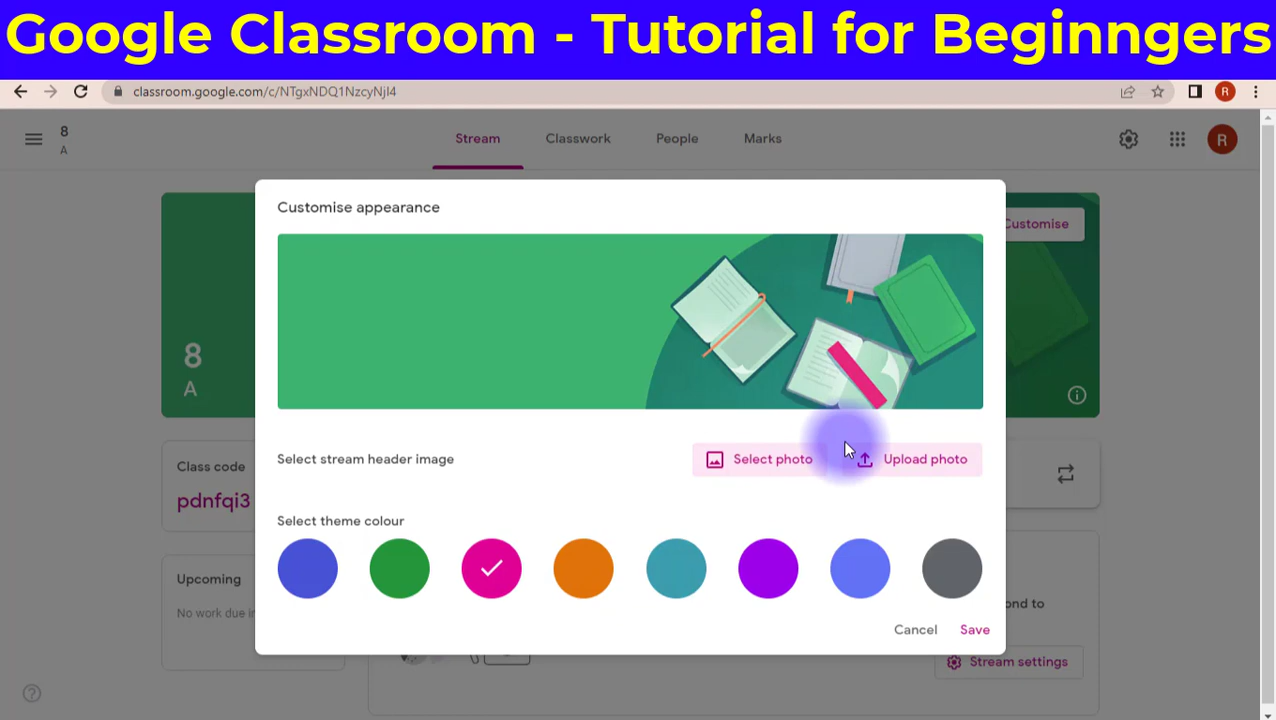 Google Classroom - Tutorial for Beginngers
classroom.google.com/c/NTgxNDQ1NzcyNjI4
R
8
A
Stream
Classwork
People
Marks
R
Customise
8
A
Customise appearance
Select stream header image
Select photo
Upload photo
Select theme colour
Cancel
Save
Class code
pdnfqi3
Upcoming
No work due in
ond to
Stream settings